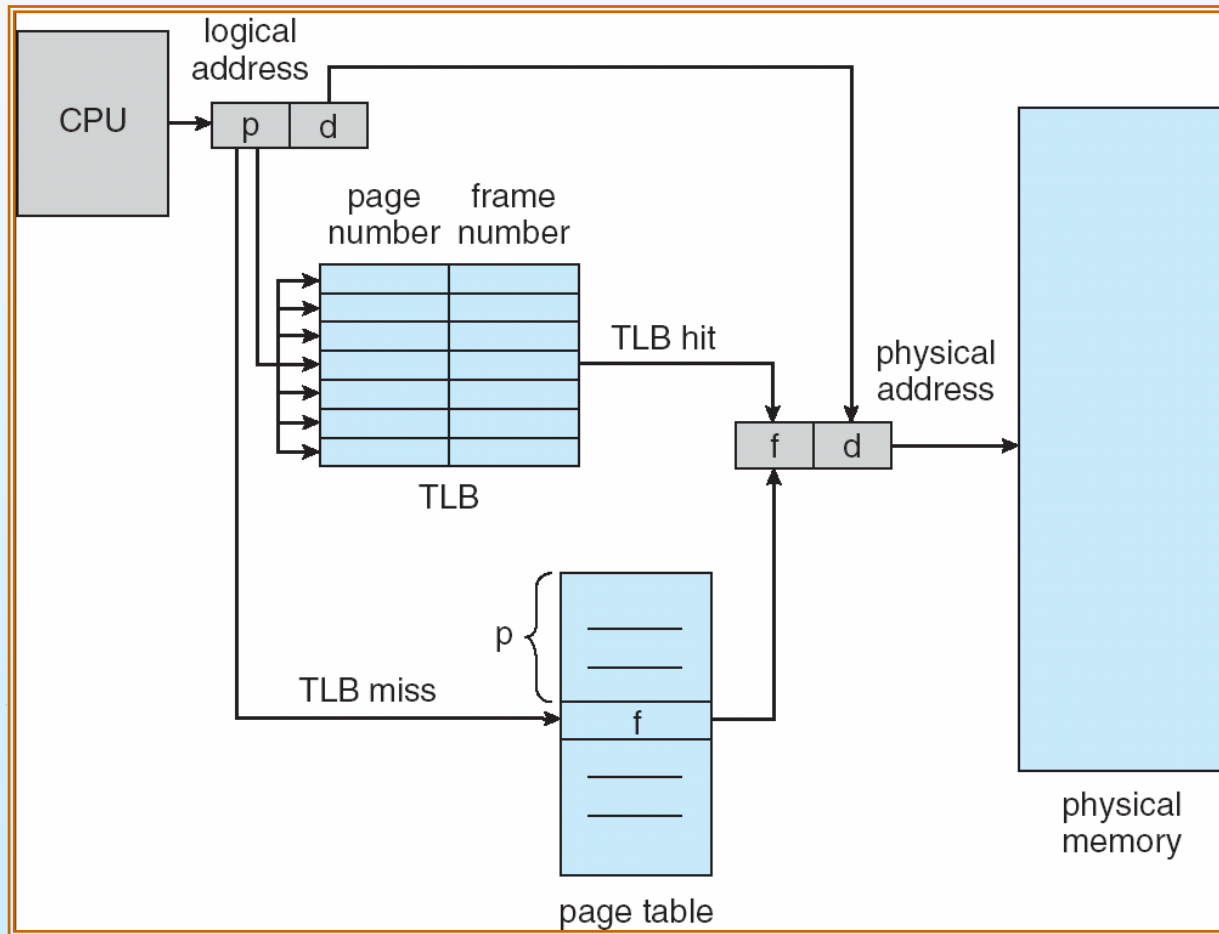 logical
address
CPU
p
d
page
number
frame
number
TLB hit
physical
address
f
d
TLB
p
TLB miss
f
physical
memory
page table